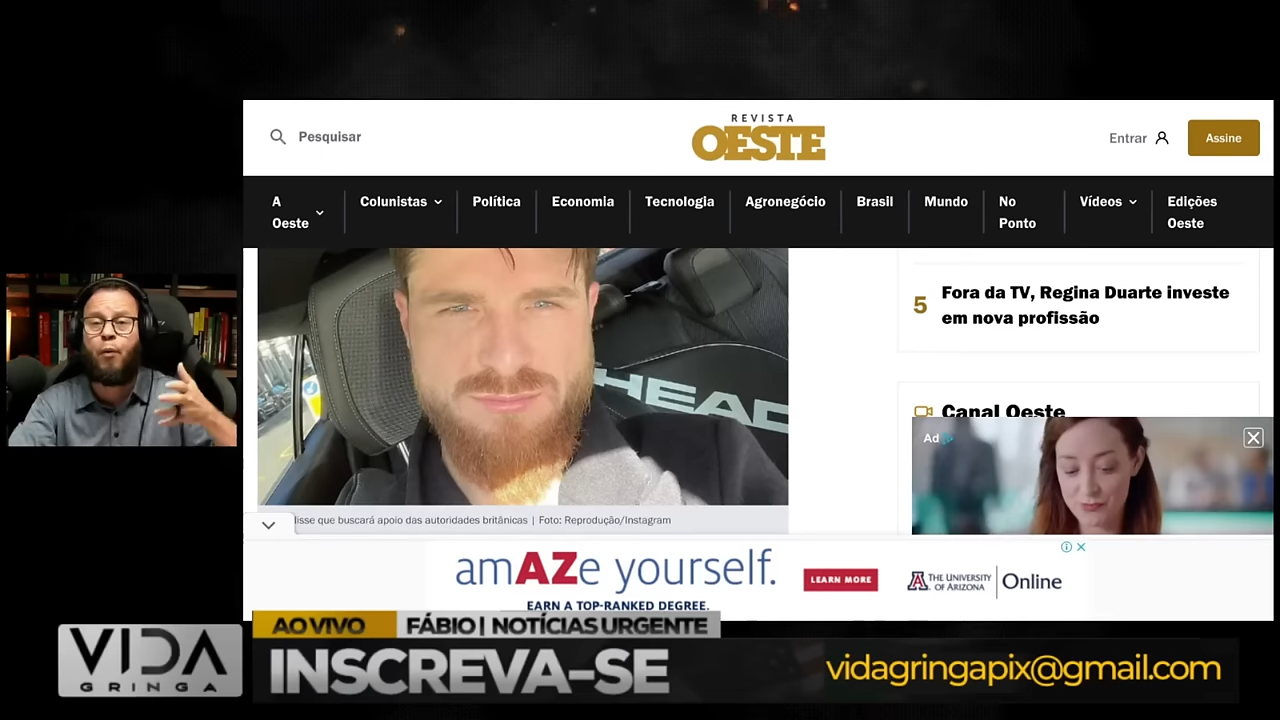 REVISTA
OESTE
Pesquisar
Entrar
Assine
A Oeste
Colunistas
Política
Economia
Tecnologia
Agronegócio
Brasil
Mundo
No Ponto
Vídeos
Edições Oeste
HEAD
5
Fora da TV, Regina Duarte investe
em nova profissão
Canal Oeste
Ad
isse que buscará apoio das autoridades britânicas | Foto: Reprodução/Instagram
amAZe yourself.
EARN A TOP-RANKED DEGREE.
LEARN MORE
A THE UNIVERSITY
OF ARIZONA
Online
AO VIVO
FÁBIO | NOTÍCIAS URGENTE
VIDA
GRINGA
INSCREVA-SE
vidagringapix@gmail.com